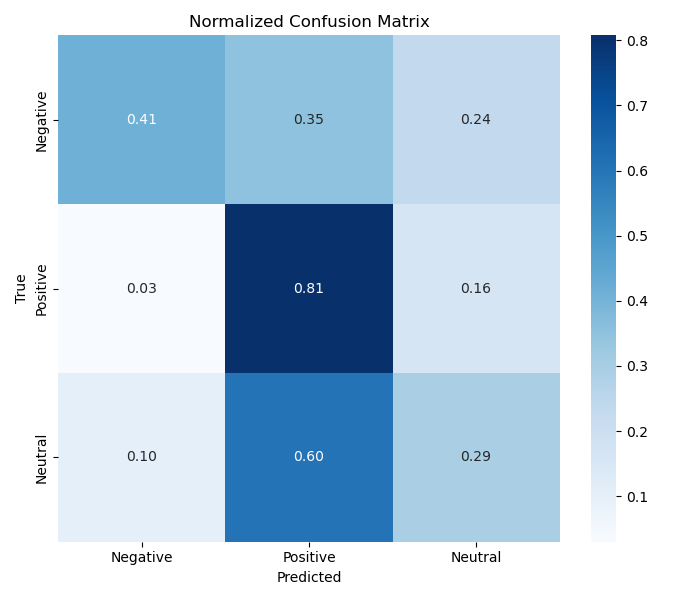 Normalized Confusion Matrix
True
Negative
0.41 0.35 0.24
Positive
0.03 0.81 0.16
Neutral
0.10 0.60 0.29
Negative Positive Neutral
Predicted
0.8
0.7
0.6
0.5
0.4
0.3
0.2
0.1